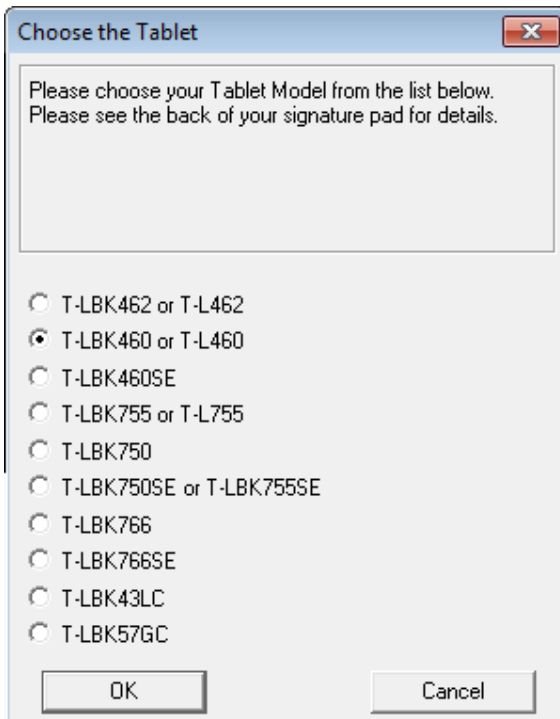 Choose the Tablet
Please choose your Tablet Model from the list below.
Please see the back of your signature pad for details.
T-LBK462 or T-L462
T-LBK460 or T-L460
T-LBK460SE
T-LBK755 or T-L755
T-LBK750
T-LBK750SE or T-LBK755SE
T-LBK766
T-LBK766SE
T-LBK43LC
T-LBK57GC
OK Cancel